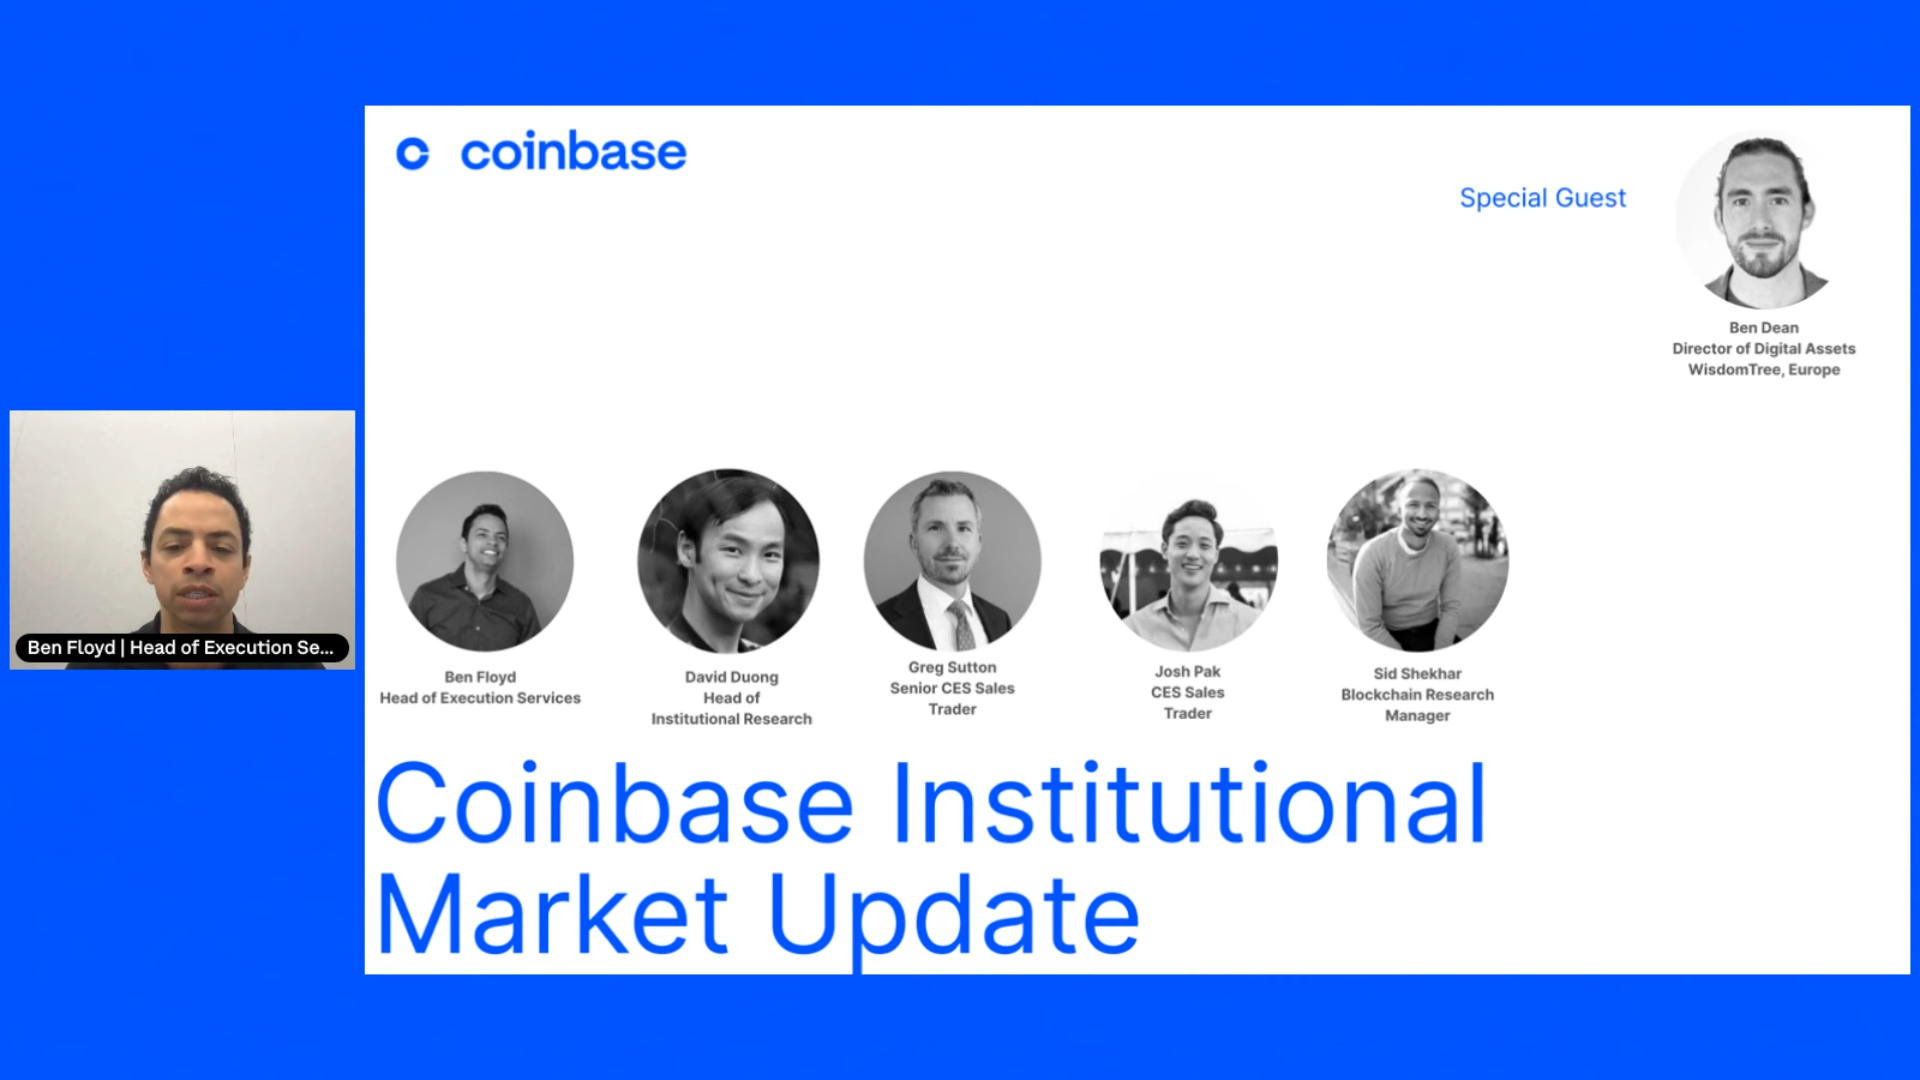 coinbase
Special Guest
Ben Dean
Director of Digital Assets
WisdomTree, Europe
Ben Floyd | Head of Execution Se...
Ben Floyd
Head of Execution Services
David Duong
Head of
Institutional Research
Greg Sutton
Senior CES Sales
Trader
Josh Pak
CES Sales
Trader
Sid Shekhar
Blockchain Research
Manager
Coinbase Institutional
Market Update